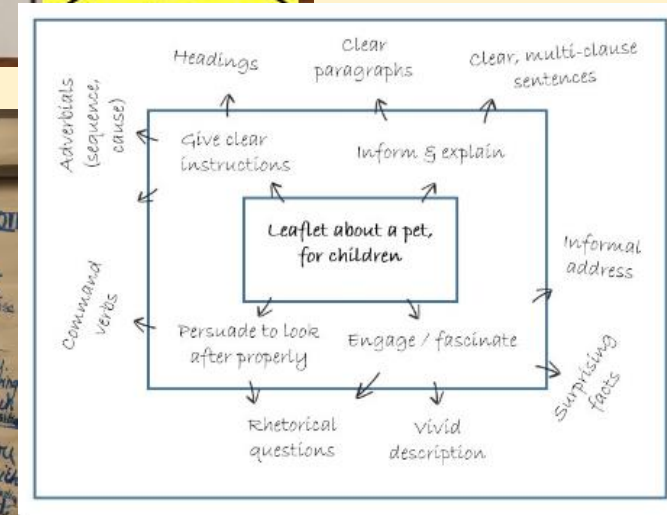 Headings
Clear
paragraphs
Clear, multi-clause
sentences
Adverbials
(sequence,
cause)
Give clear
instructions
Inform & explain
Leaflet about a pet,
for children
Informal
address
Command
verbs
Persuade to look
after properly
Engage / fascinate
Surprising
facts
Rhetorical
questions
Vivid
description